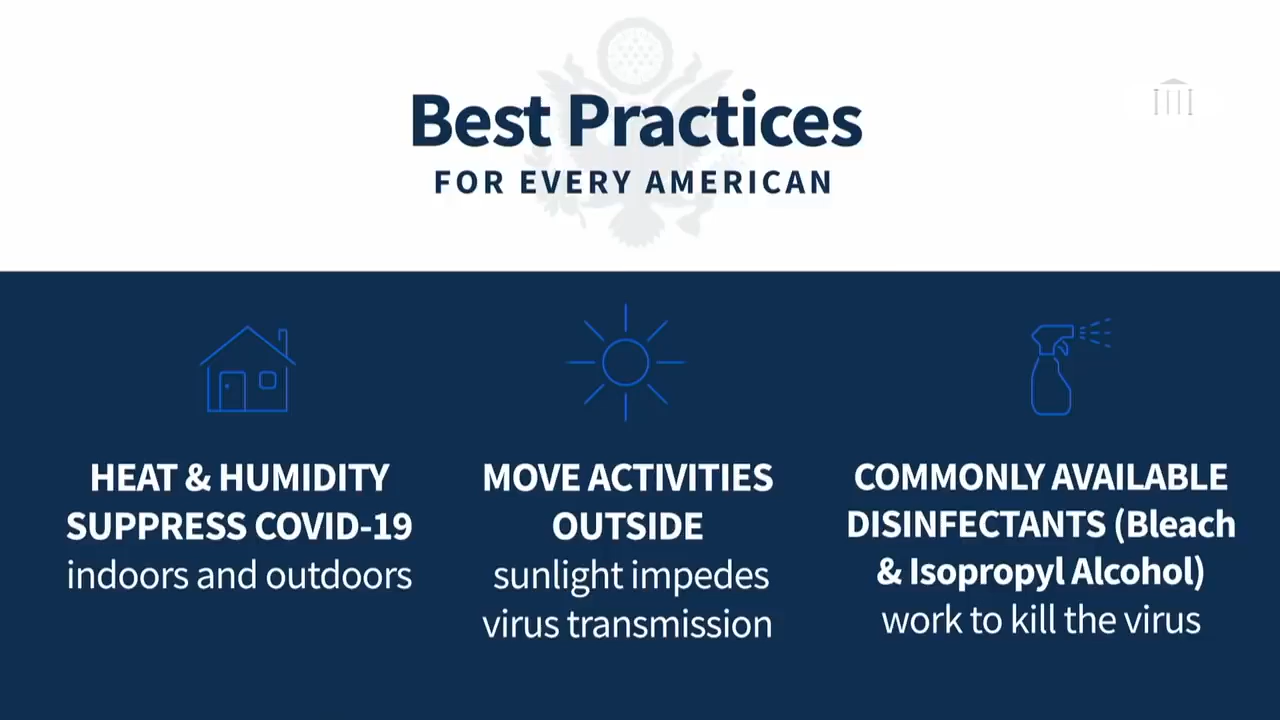 Best Practices
FOR EVERY AMERICAN
HEAT & HUMIDITY
SUPPRESS COVID-19
indoors and outdoors
MOVE ACTIVITIES
OUTSIDE
sunlight impedes
virus transmission
COMMONLY AVAILABLE
DISINFECTANTS (Bleach
& Isopropyl Alcohol)
work to kill the virus